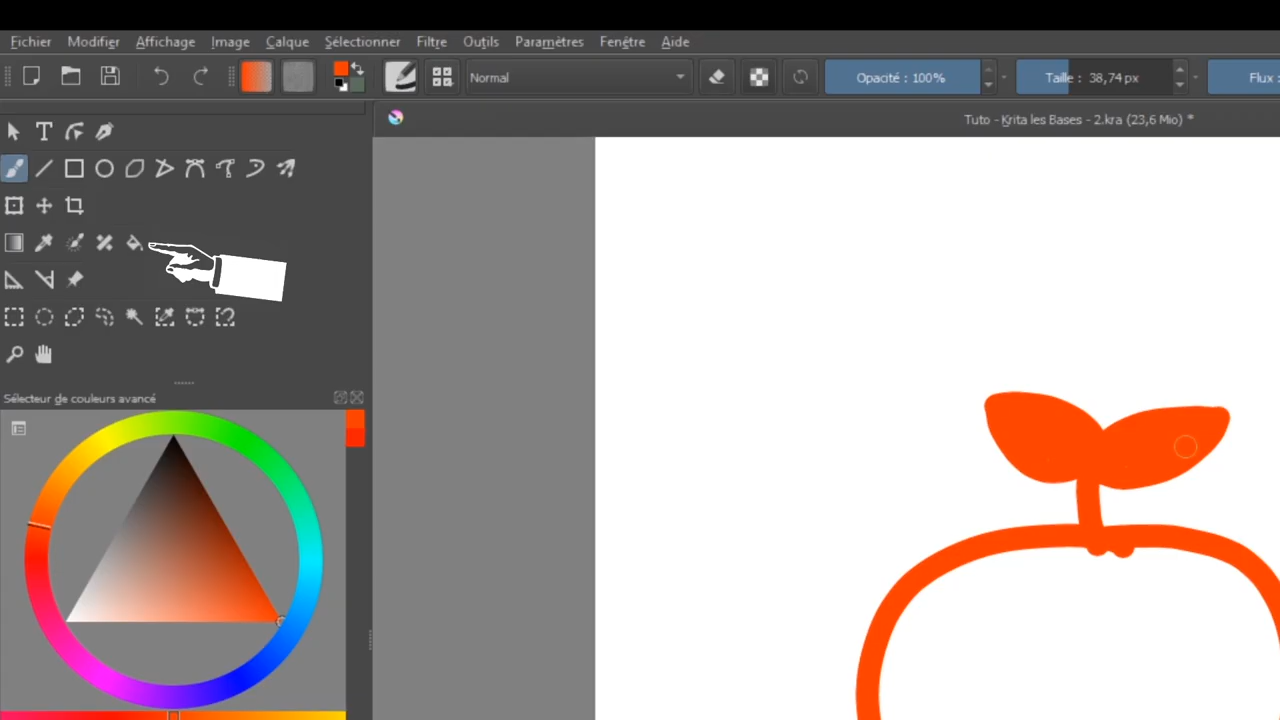 Fichier Modifier Affichage Image Calque Sélectionner Filtre Outils Paramètres Fenêtre Aide
Normal Opacité : 100% Taille : 38,74 px Flux :
Tuto - Krita les Bases - 2.kra (23,6 Mio) *
Sélecteur de couleurs avancé